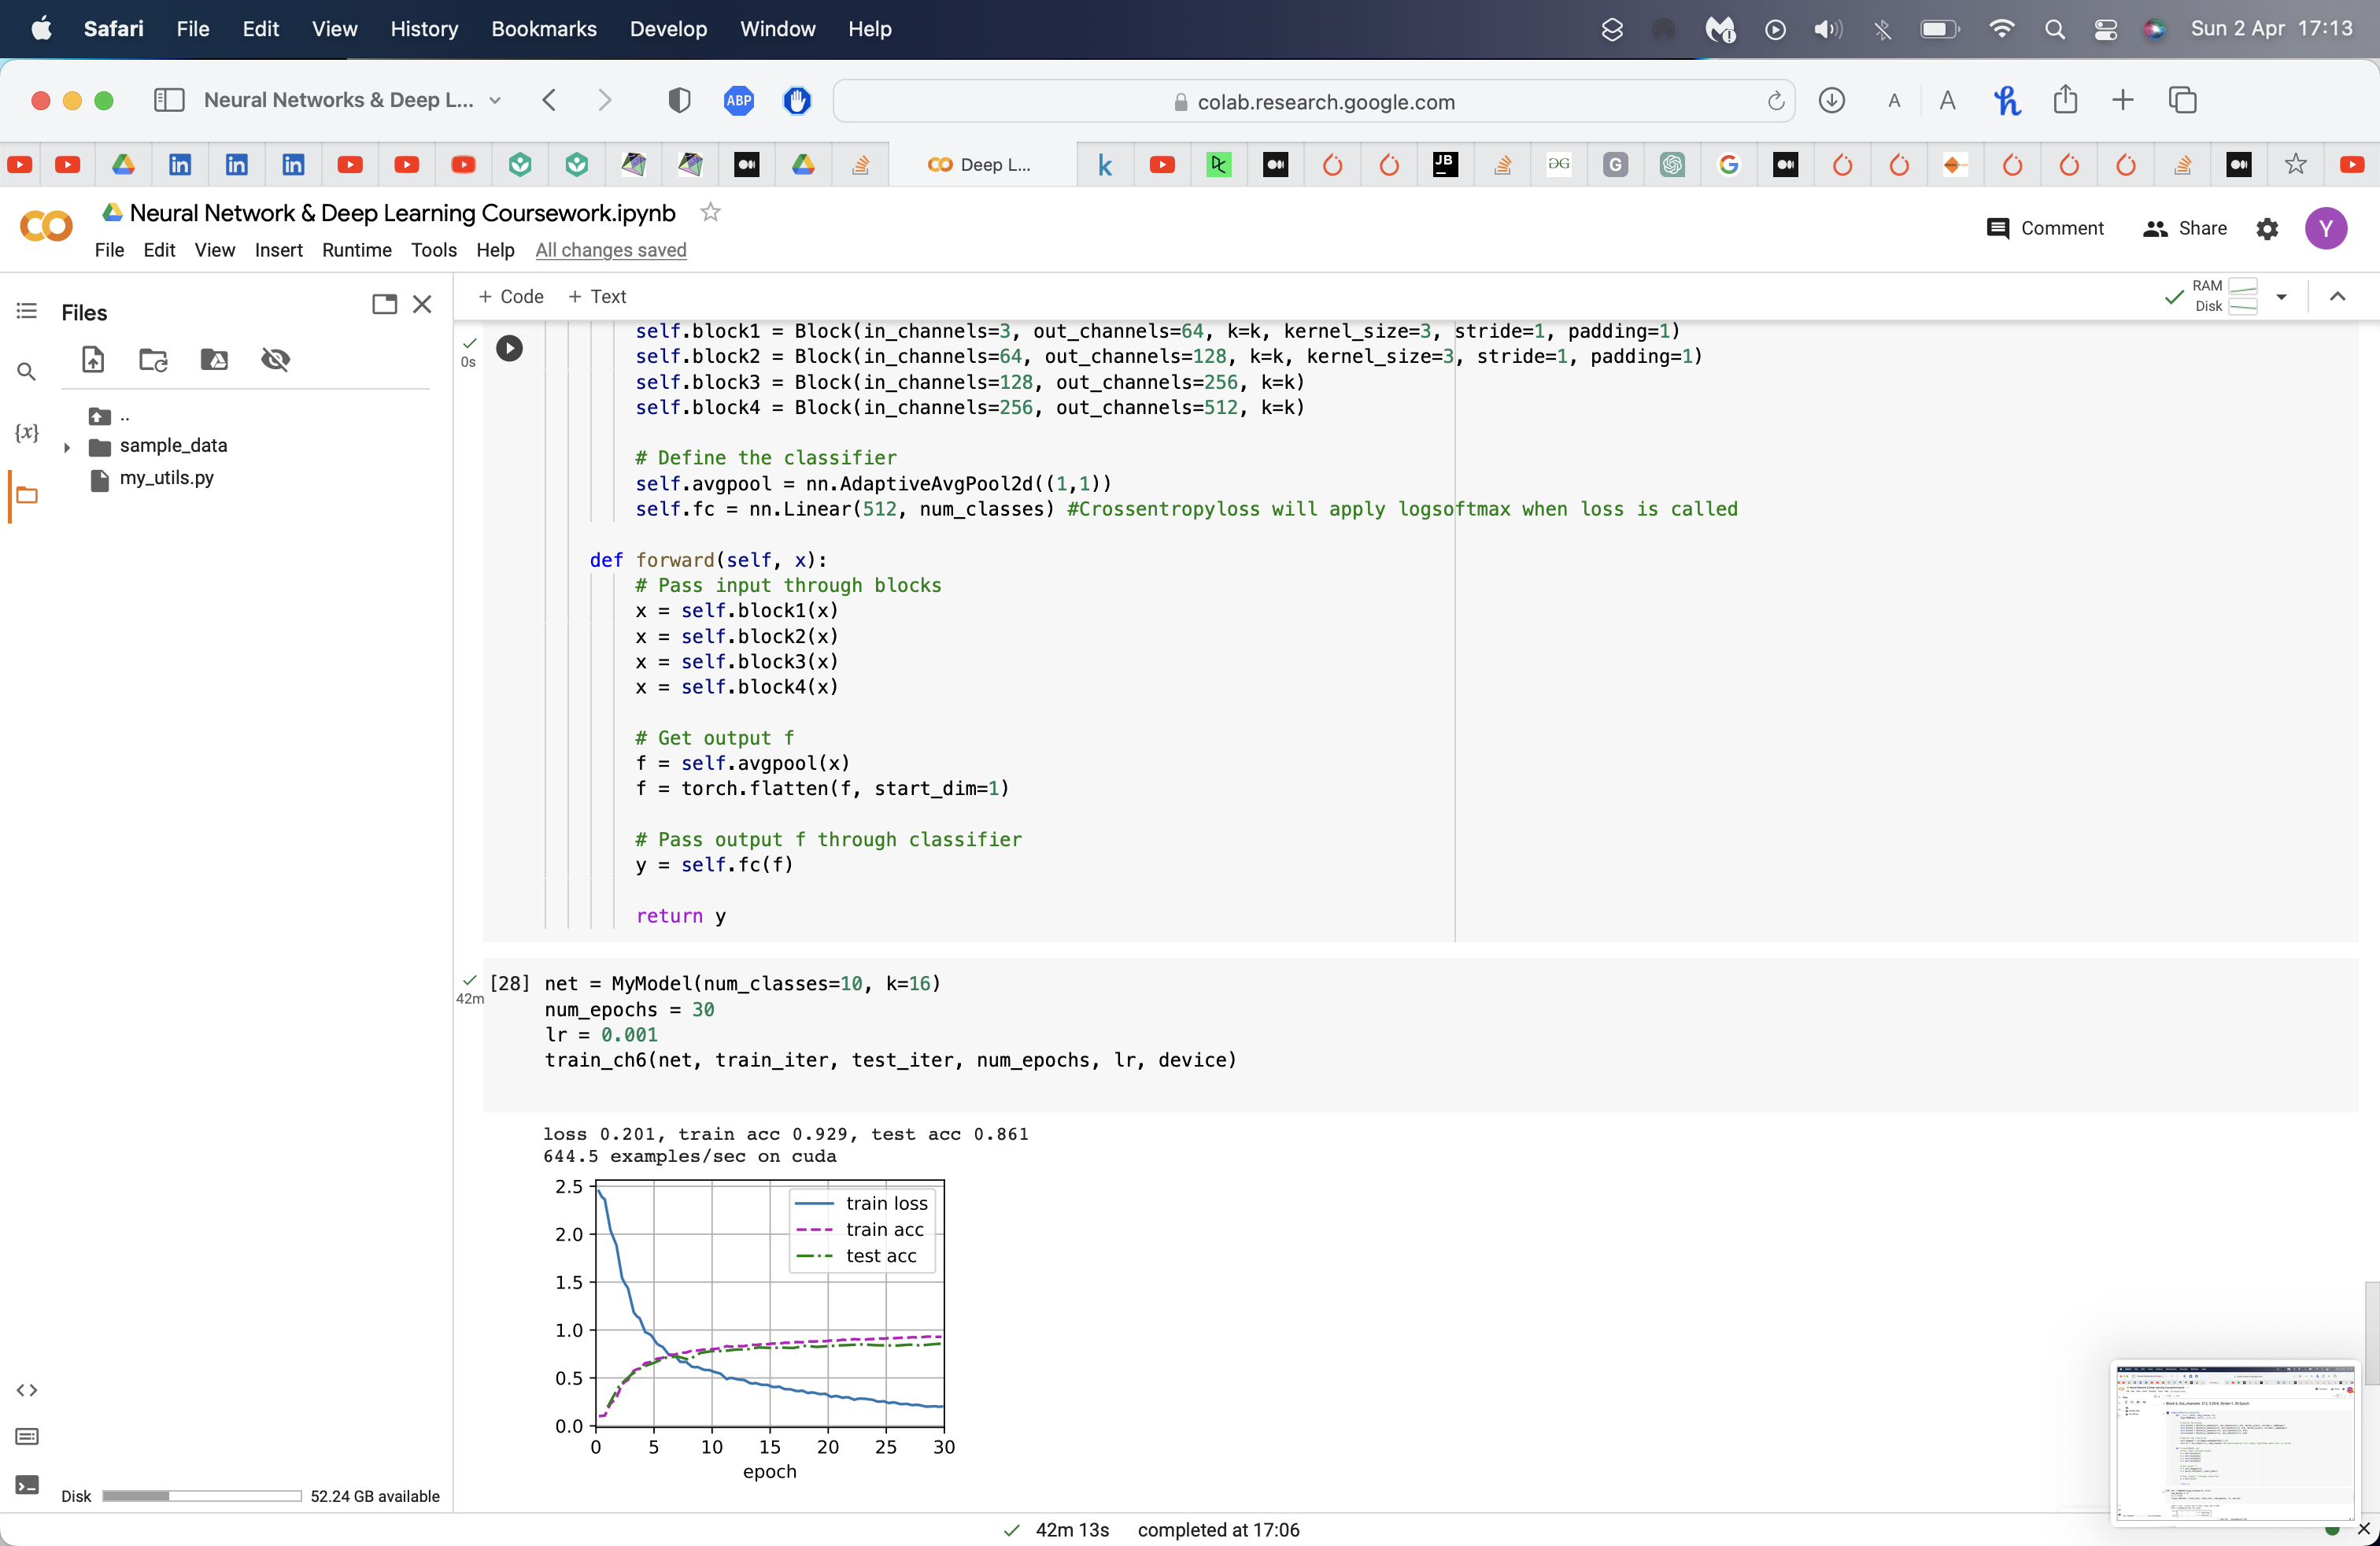 Safari File Edit View History Bookmarks Develop Window Help Sun 2 Apr 17:13
Neural Networks & Deep L... ABP colab.research.google.com A A
Deep L... JB G
Neural Network & Deep Learning Coursework.ipynb
File Edit View Insert Runtime Tools Help All changes saved
Comment Share Y
Files
+ Code + Text
RAM
Disk
..
sample_data
my_utils.py
{x}
0s
self.block1 = Block(in_channels=3, out_channels=64, k=k, kernel_size=3, stride=1, padding=1)
self.block2 = Block(in_channels=64, out_channels=128, k=k, kernel_size=3, stride=1, padding=1)
self.block3 = Block(in_channels=128, out_channels=256, k=k)
self.block4 = Block(in_channels=256, out_channels=512, k=k)
# Define the classifier
self.avgpool = nn.AdaptiveAvgPool2d((1,1))
self.fc = nn.Linear(512, num_classes) #Crossentropyloss will apply logsoftmax when loss is called
def forward(self, x):
# Pass input through blocks
x = self.block1(x)
x = self.block2(x)
x = self.block3(x)
x = self.block4(x)
# Get output f
f = self.avgpool(x)
f = torch.flatten(f, start_dim=1)
# Pass output f through classifier
y = self.fc(f)
return y
42m
[28] net = MyModel(num_classes=10, k=16)
num_epochs = 30
lr = 0.001
train_ch6(net, train_iter, test_iter, num_epochs, lr, device)
loss 0.201, train acc 0.929, test acc 0.861
644.5 examples/sec on cuda
2.5
2.0
1.5
1.0
0.5
0.0
train loss
train acc
test acc
0 5 10 15 20 25 30
epoch
Disk 52.24 GB available
42m 13s completed at 17:06